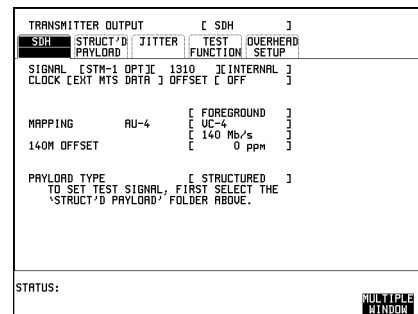 TRANSMITTER OUTPUT [ SDH ]
SDH STRUCT'D PAYLOAD JITTER TEST FUNCTION OVERHEAD SETUP
SIGNAL [STM-1 OPT][ 1310 ][INTERNAL ]
CLOCK [EXT MTS DATA ] OFFSET [ OFF ]
[ FOREGROUND ]
MAPPING AU-4 [ VC-4 ]
[ 140 Mb/s ]
140M OFFSET [ 0 ppm ]
PAYLOAD TYPE [ STRUCTURED ]
TO SET TEST SIGNAL, FIRST SELECT THE
'STRUCT'D PAYLOAD' FOLDER ABOVE.
STATUS:
MULTIPLE
WINDOW